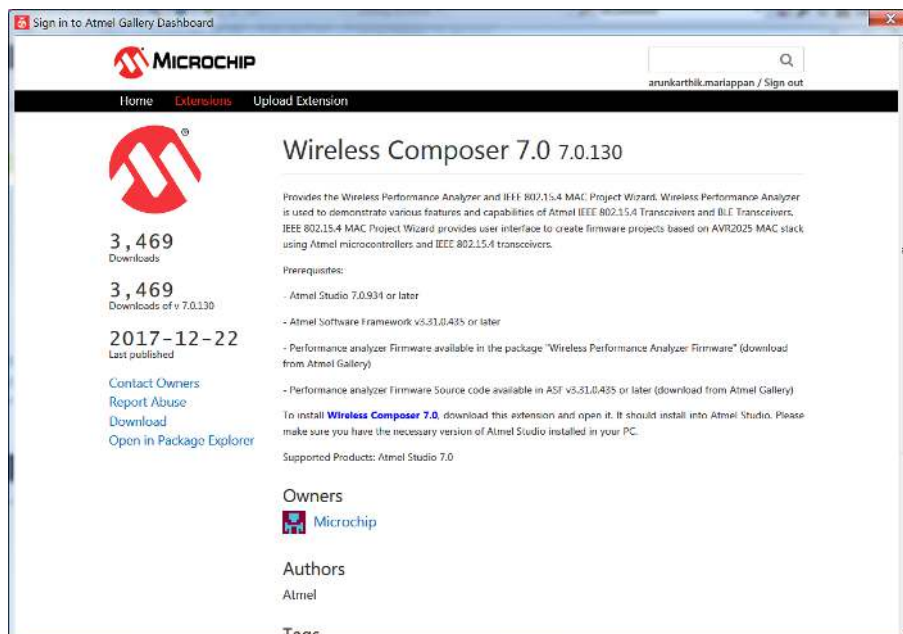 Sign in to Atmel Gallery Dashboard
MICROCHIP
arunkarthik.mariappan / Sign out
Home Extensions Upload Extension
®
Wireless Composer 7.0 7.0.130
Provides the Wireless Performance Analyzer and IEEE 802.15.4 MAC Project Wizard. Wireless Performance Analyzer
is used to demonstrate various features and capabilities of Atmel IEEE 802.15.4 Transceivers and BLE Transceivers.
IEEE 802.15.4 MAC Project Wizard provides user interface to create firmware projects based on AVR2025 MAC stack
using Atmel microcontrollers and IEEE 802.15.4 transceivers.
3,469
Downloads
3,469
Downloads of v 7.0.130
2017-12-22
Last published
Contact Owners
Report Abuse
Download
Open in Package Explorer
Prerequisites:
- Atmel Studio 7.0.934 or later
- Atmel Software Framework v3.31.0.435 or later
- Performance analyzer Firmware available in the package "Wireless Performance Analyzer Firmware" (download
from Atmel Gallery)
- Performance analyzer Firmware Source code available in ASF v3.31.0.435 or later (download from Atmel Gallery)
To install Wireless Composer 7.0, download this extension and open it. It should install into Atmel Studio. Please
make sure you have the necessary version of Atmel Studio installed in your PC.
Supported Products: Atmel Studio 7.0
Owners
Microchip
Authors
Atmel
Tags